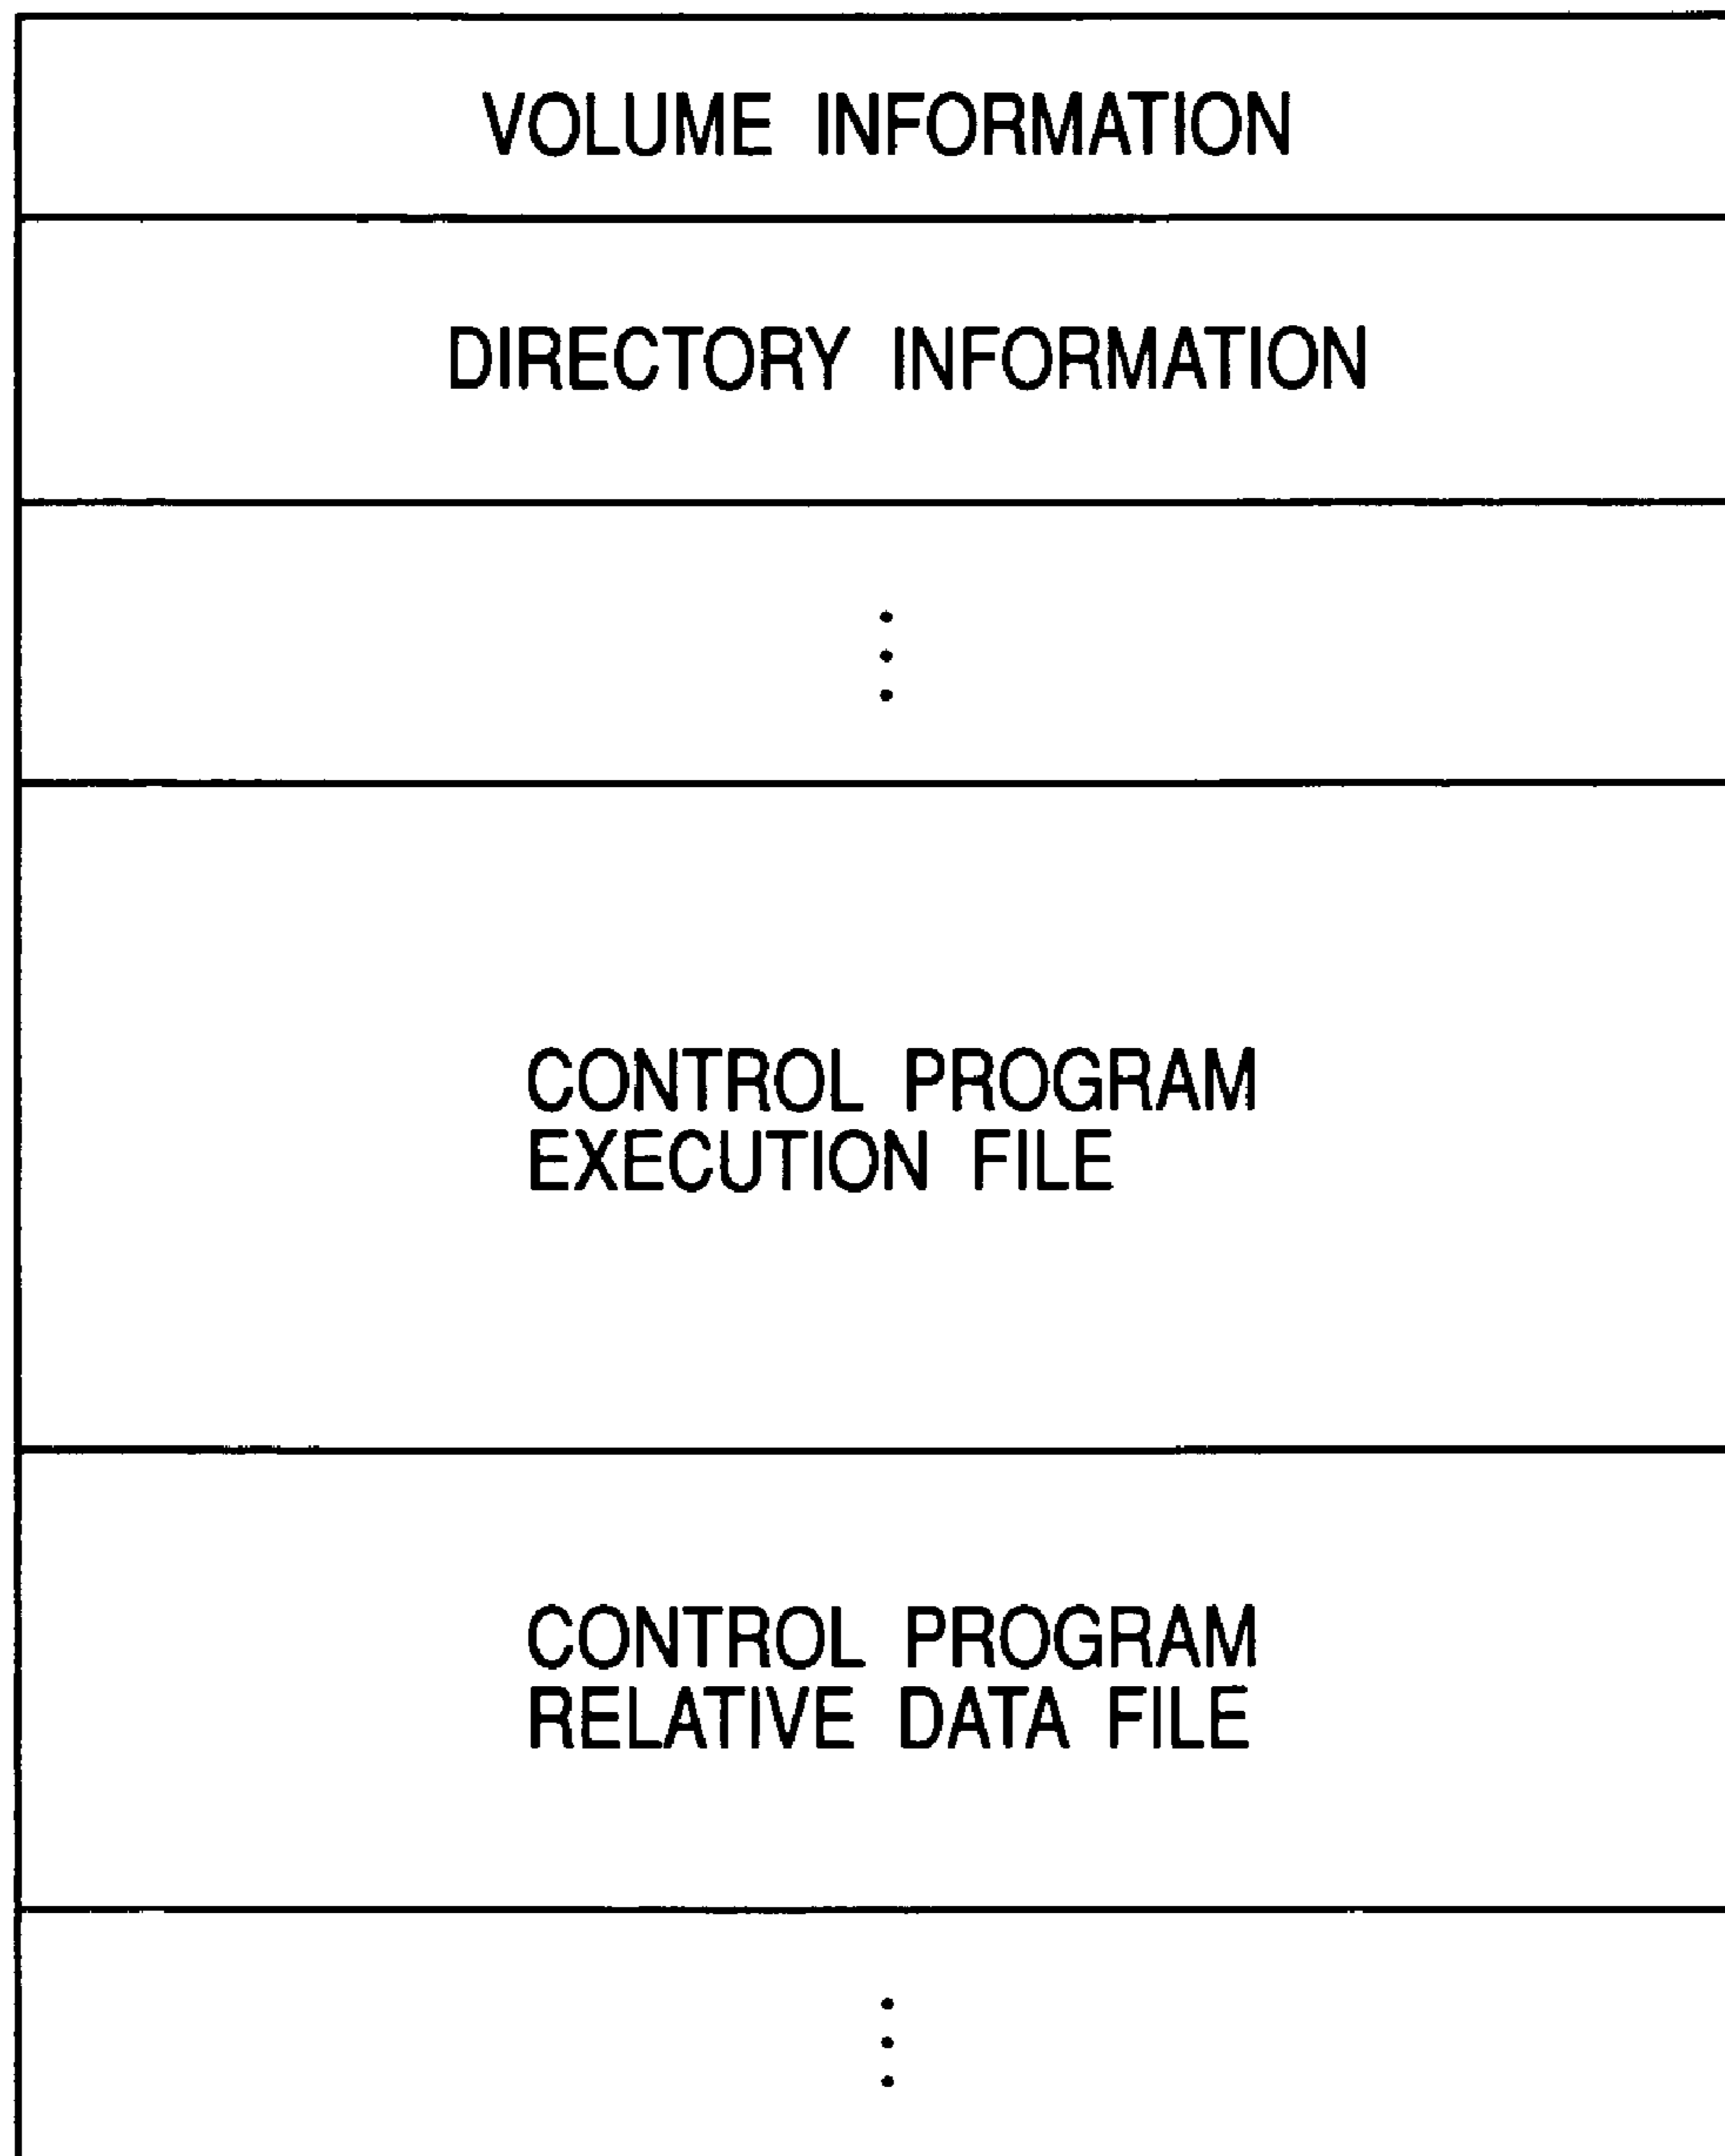 VOLUME INFORMATION
DIRECTORY INFORMATION
CONTROL PROGRAM
EXECUTION FILE
CONTROL PROGRAM
RELATIVE DATA FILE